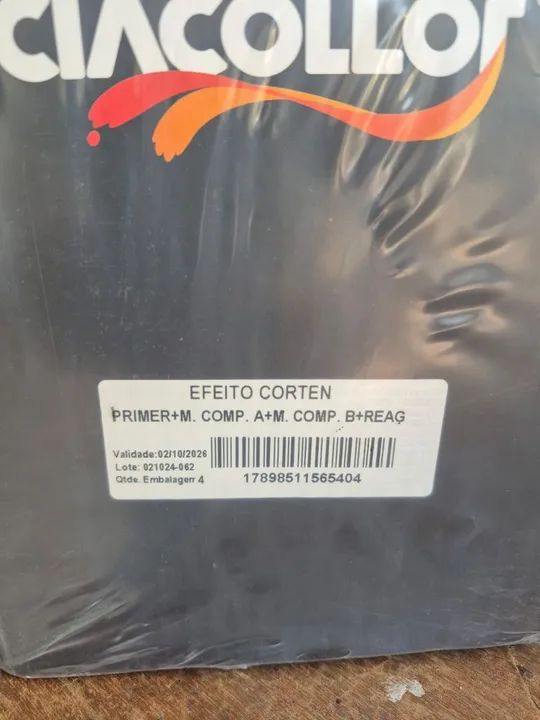 CIACOLLOR
EFEITO CORTEN
PRIMER+M. COMP. A+M. COMP. B+REAG
Validade:02/10/2026
Lote: 021024-062
Qtde. Embalagem 4
17898511565404